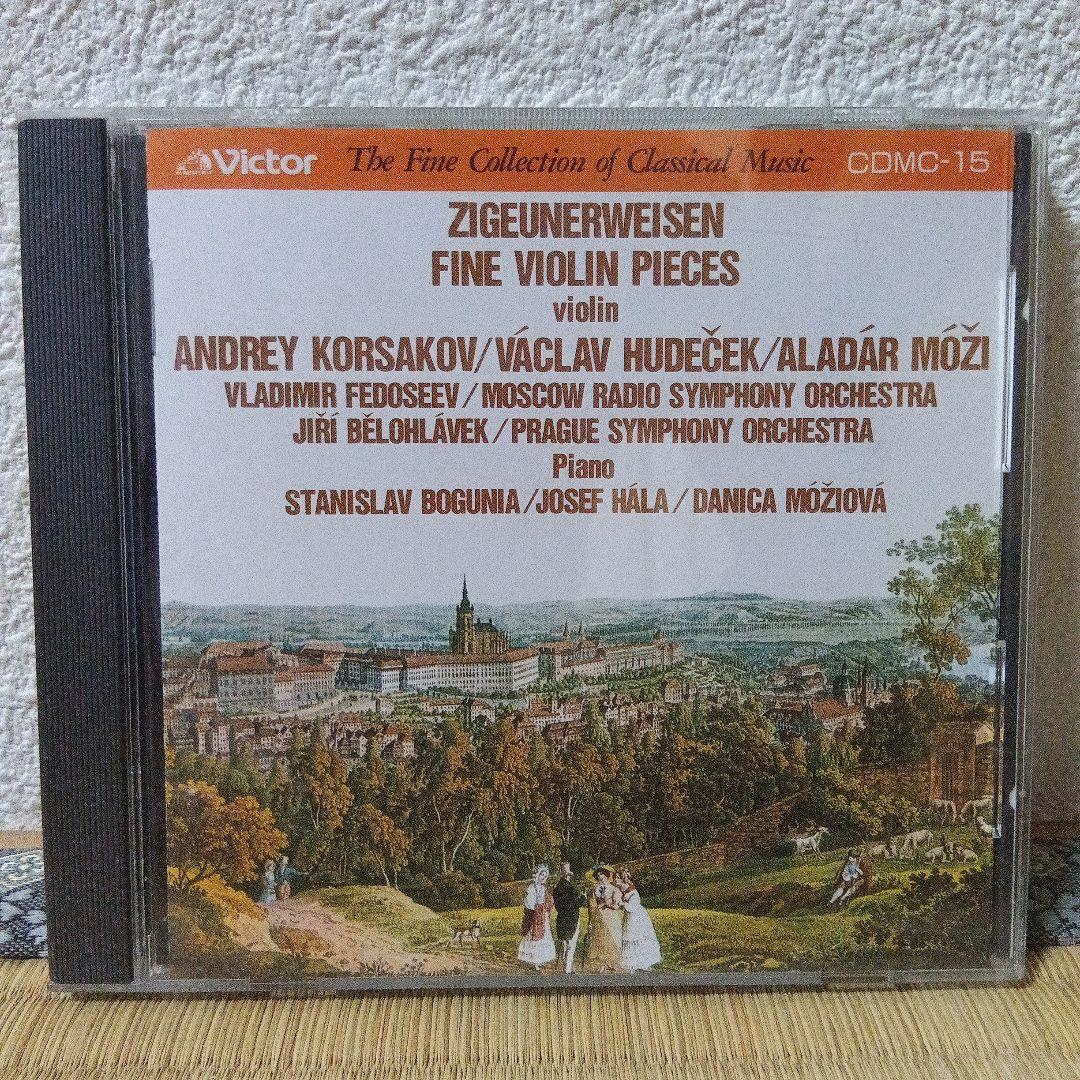 Victor The Fine Collection of Classical Music CDMC-15
ZIGEUNERWEISEN
FINE VIOLIN PIECES
violin
ANDREY KORSAKOV/VÁCLAV HUDEČEK/ALADÁR MÓŽI
VLADIMIR FEDOSEEV/MOSCOW RADIO SYMPHONY ORCHESTRA
JIŘÍ BĚLOHLÁVEK/PRAGUE SYMPHONY ORCHESTRA
Piano
STANISLAV BOGUNIA/JOSEF HÁLA/DANICA MÓŽIOVÁ